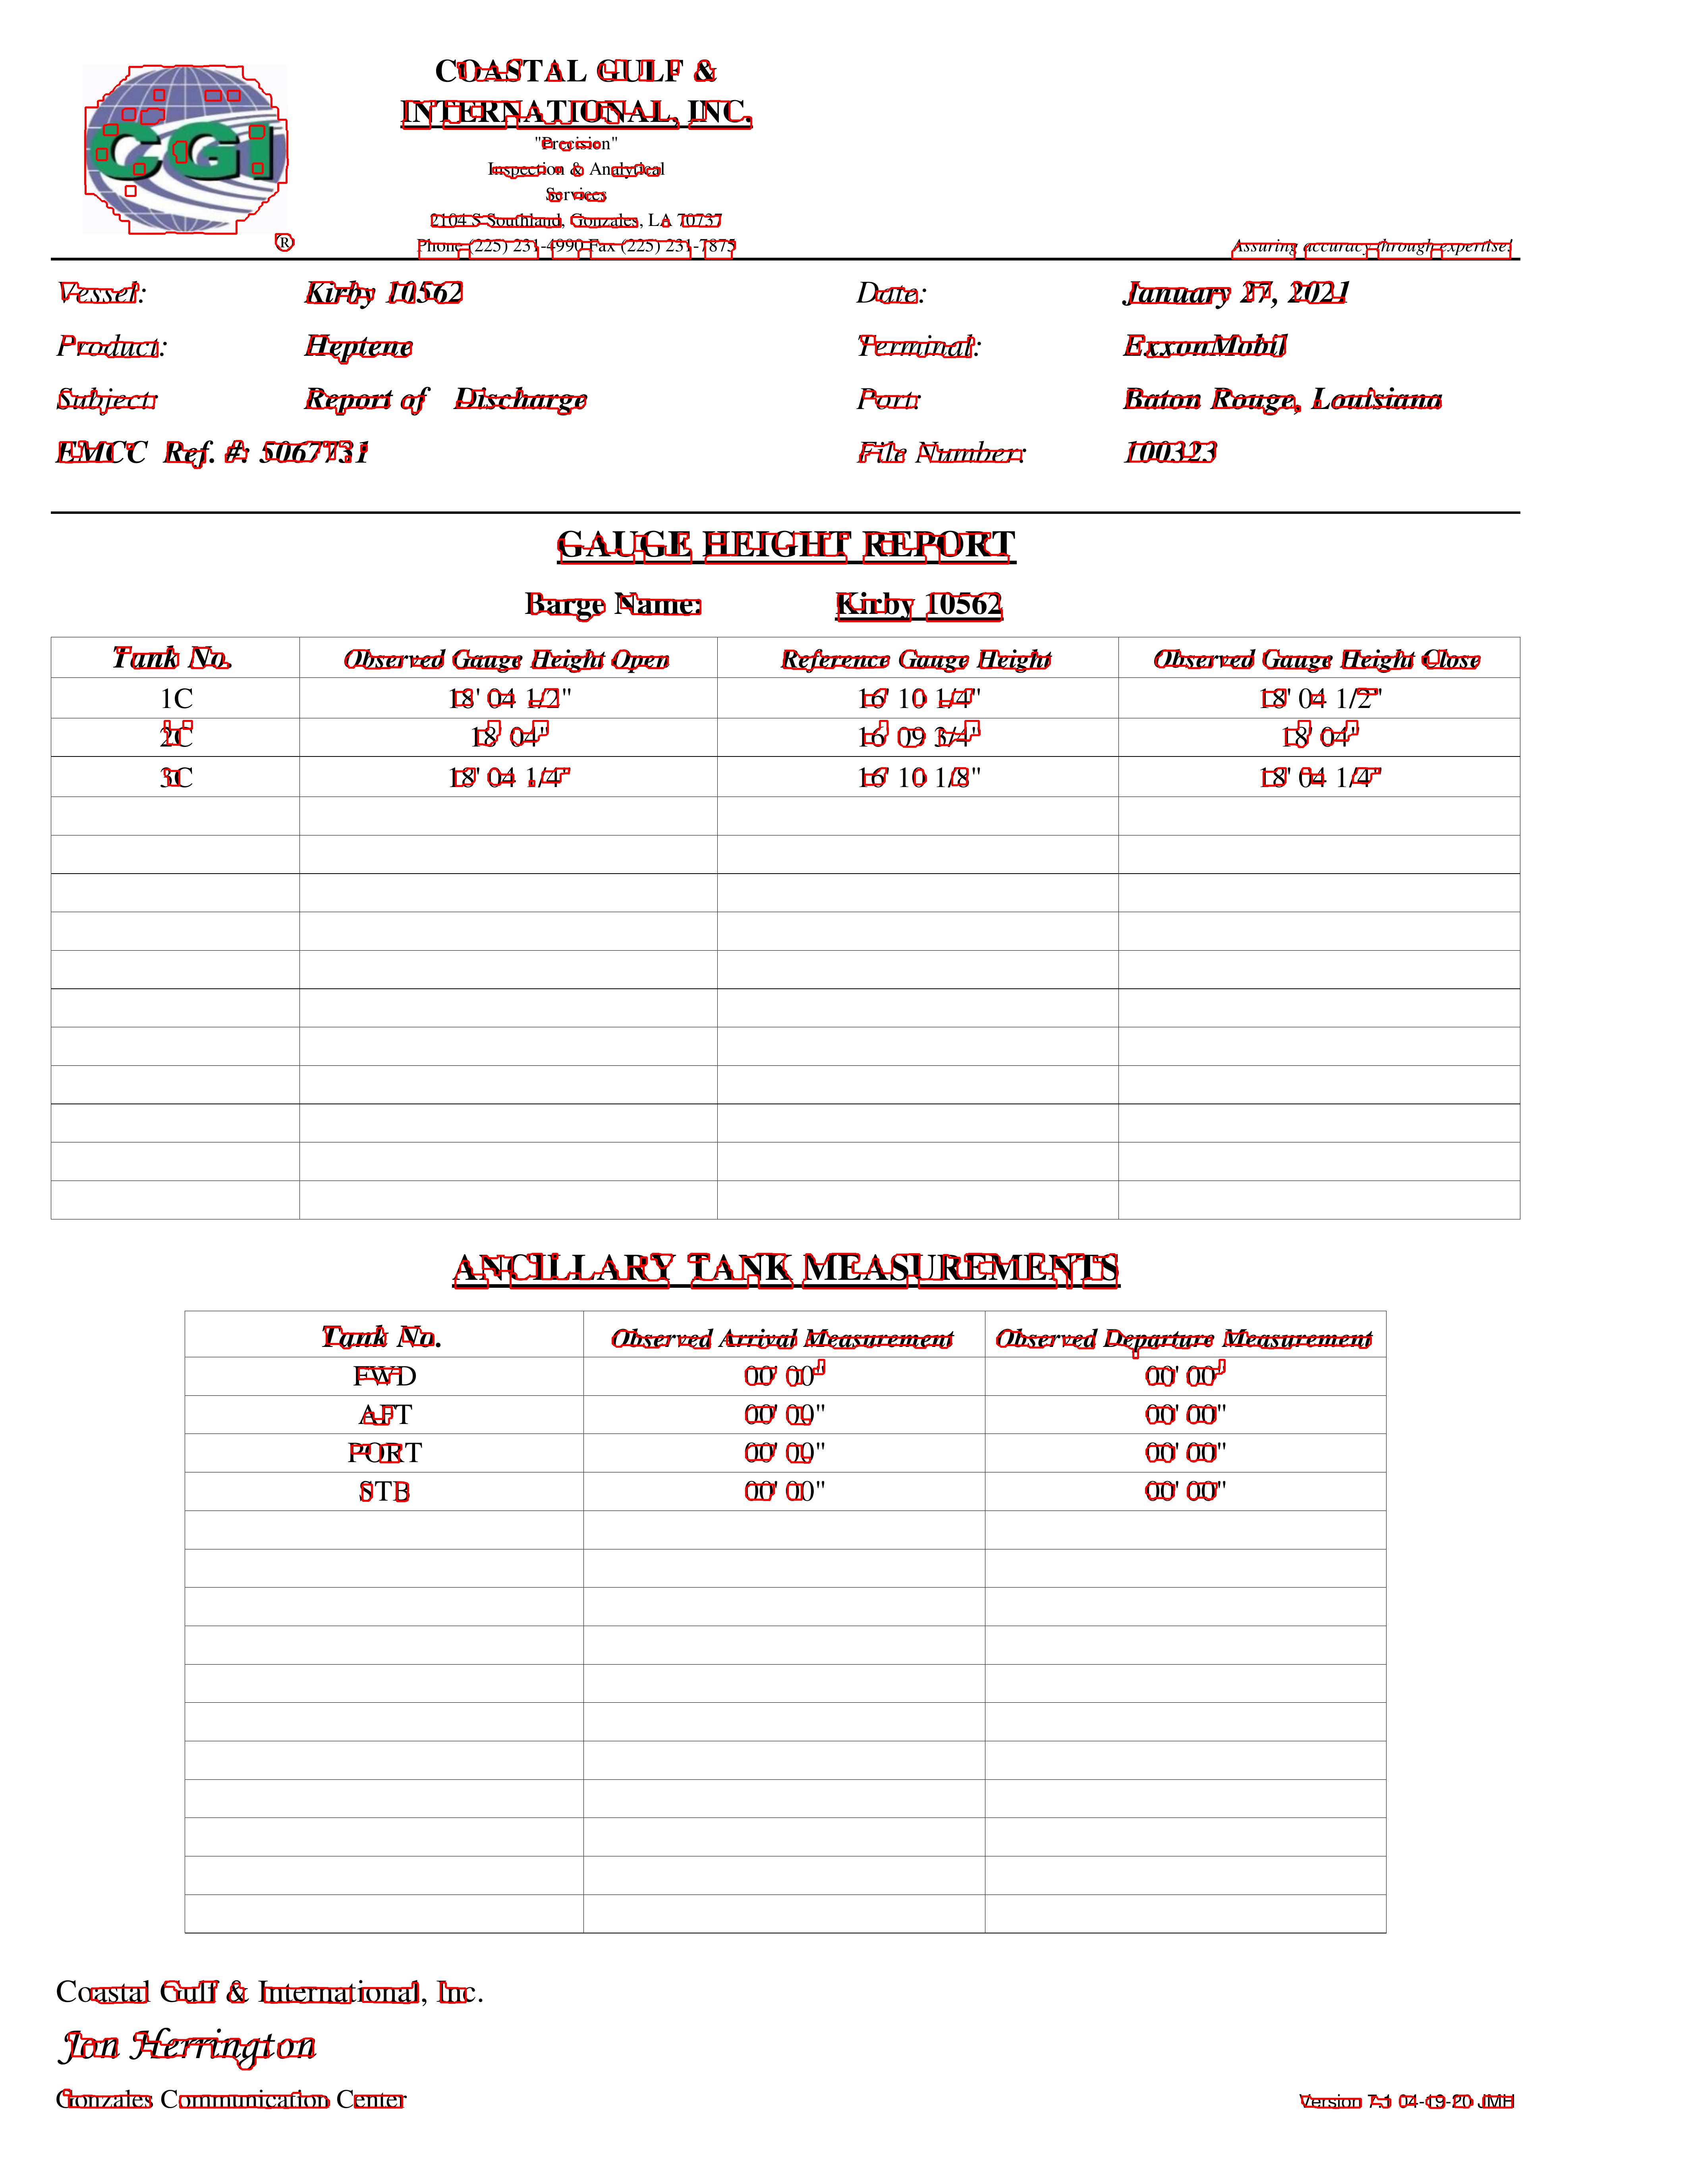 CGI
®
COASTAL GULF &
INTERNATIONAL, INC.
"Precision"
Inspection & Analytical
Services
2104 S Southland, Gonzales, LA 70737
Phone (225) 231-4990 Fax (225) 231-7875
Assuring accuracy through expertise!
Vessel: Kirby 10562 Date: January 27, 2021
Product: Heptene Terminal: ExxonMobil
Subject: Report of Discharge Port: Baton Rouge, Louisiana
EMCC Ref. #: 5067731 File Number: 100323
GAUGE HEIGHT REPORT
Barge Name: Kirby 10562
Tank No. Observed Gauge Height Open Reference Gauge Height Observed Gauge Height Close
1C 18' 04 1/2" 16' 10 1/4" 18' 04 1/2"
2C 18' 04" 16' 09 3/4" 18' 04"
3C 18' 04 1/4" 16' 10 1/8" 18' 04 1/4"
ANCILLARY TANK MEASUREMENTS
Tank No. Observed Arrival Measurement Observed Departure Measurement
FWD 00' 00" 00' 00"
AFT 00' 00" 00' 00"
PORT 00' 00" 00' 00"
STB 00' 00" 00' 00"
Coastal Gulf & International, Inc.
Jon Herrington
Gonzales Communication Center
Version 7.1 04-19-20 JMH